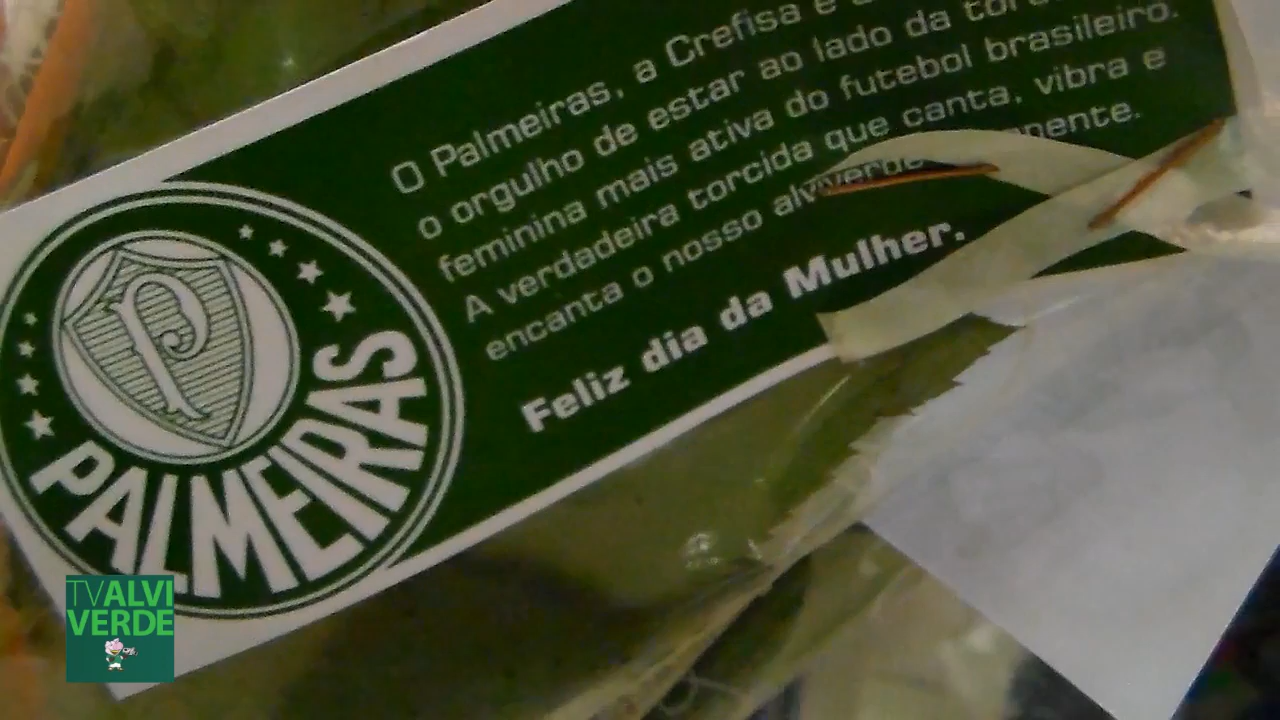 O Palmeiras, a Crefisa e a
o orgulho de estar ao lado da
feminina mais ativa do futebol brasileiro.
A verdadeira torcida que canta, vibra e
encanta o nosso alviverde
Feliz dia da Mulher.
P
PALMEIRAS
TV ALVI
VERDE